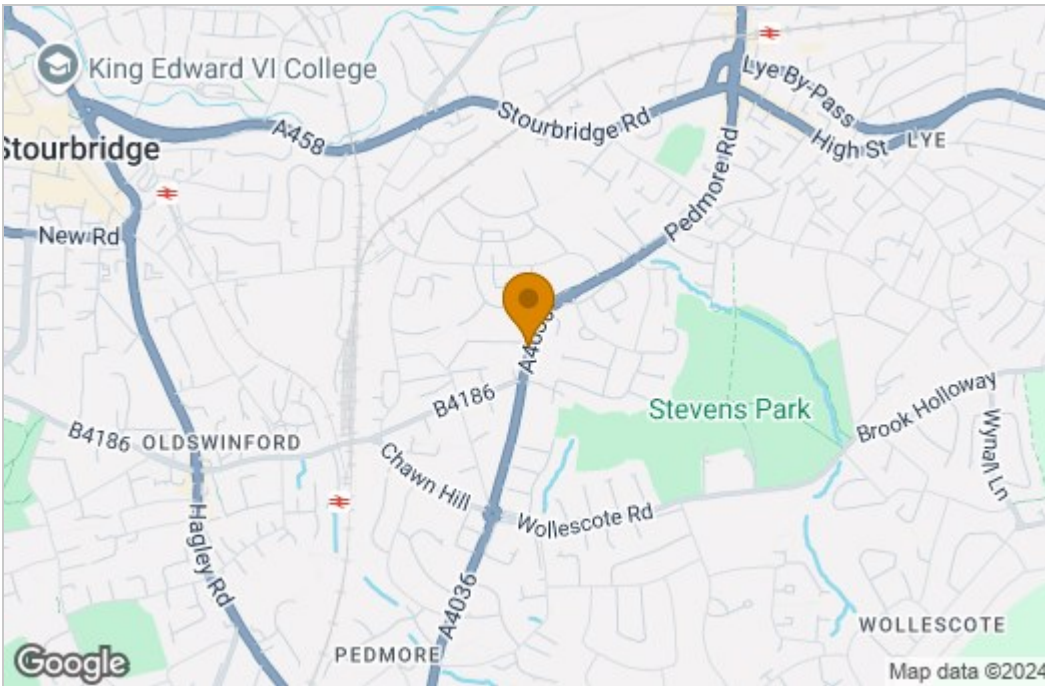 King Edward VI College
Lye By-Pass
Stourbridge Rd
A458
High St
LYE
Stourbridge
Pedmore Rd
New Rd
A4036
B4186
Stevens Park
Brook Holloway
B4186
OLDSWINFORD
Chawn Hill
Wynall Ln
Wollescote Rd
Hagley Rd
A4036
WOLLESCOTE
PEDMORE
Google
Map data ©2024